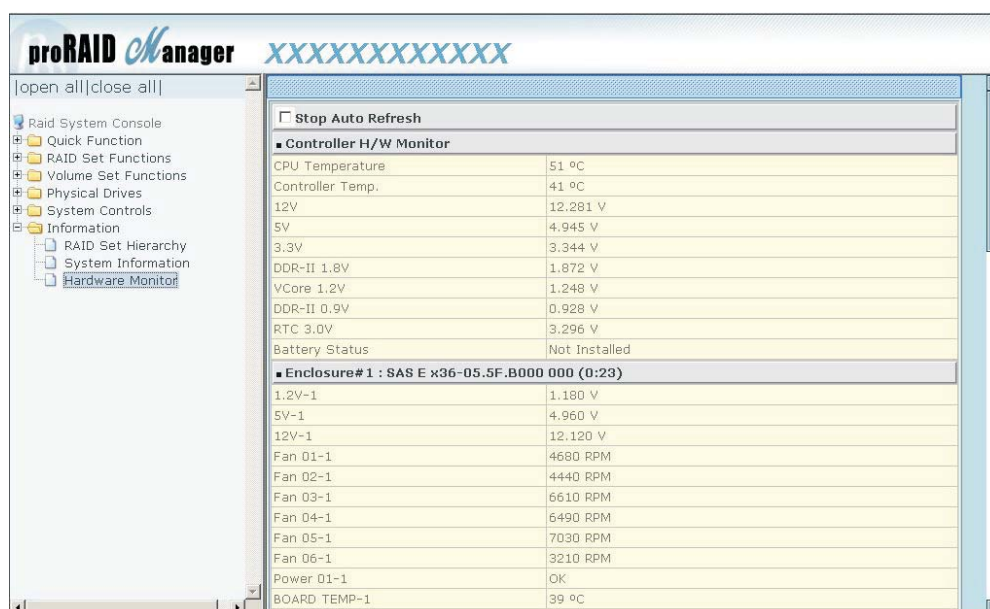 proRAID Manager XXXXXXXXXXXX
|open all|close all|
Raid System Console
Quick Function
RAID Set Functions
Volume Set Functions
Physical Drives
System Controls
Information
RAID Set Hierarchy
System Information
Hardware Monitor
Stop Auto Refresh
Controller H/W Monitor
CPU Temperature 51 ºC
Controller Temp. 41 ºC
12V 12.281 V
5V 4.945 V
3.3V 3.344 V
DDR-II 1.8V 1.872 V
VCore 1.2V 1.248 V
DDR-II 0.9V 0.928 V
RTC 3.0V 3.296 V
Battery Status Not Installed
Enclosure#1 : SAS E x36-05.5F.B000 000 (0:23)
1.2V-1 1.180 V
5V-1 4.960 V
12V-1 12.120 V
Fan 01-1 4680 RPM
Fan 02-1 4440 RPM
Fan 03-1 6610 RPM
Fan 04-1 6490 RPM
Fan 05-1 7030 RPM
Fan 06-1 3210 RPM
Power 01-1 OK
BOARD TEMP-1 39 ºC